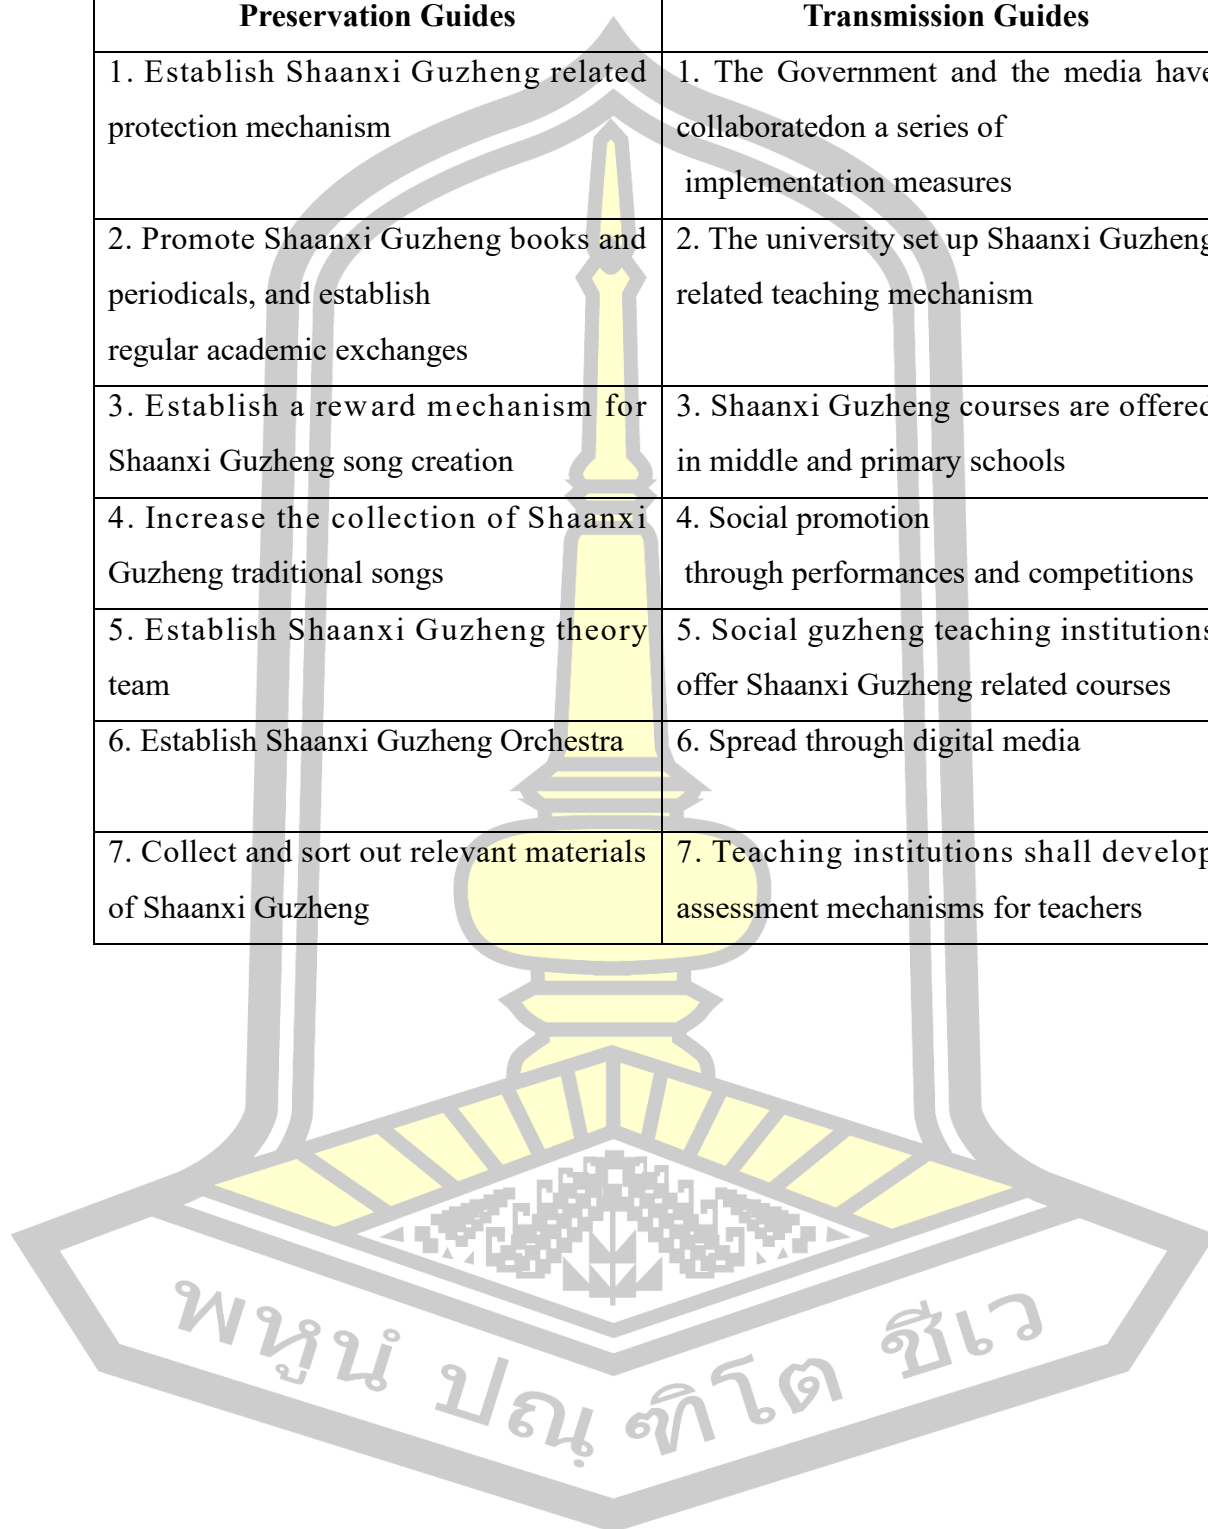 Preservation Guides
Transmission Guides
1. Establish Shaanxi Guzheng related
protection mechanism
1. The Government and the media have
collaboratedon a series of
implementation measures
2. Promote Shaanxi Guzheng books and
periodicals, and establish
regular academic exchanges
2. The university set up Shaanxi Guzheng
related teaching mechanism
3. Establish a reward mechanism for
Shaanxi Guzheng song creation
3. Shaanxi Guzheng courses are offered
in middle and primary schools
4. Increase the collection of Shaanxi
Guzheng traditional songs
4. Social promotion
through performances and competitions
5. Establish Shaanxi Guzheng theory
team
5. Social guzheng teaching institutions
offer Shaanxi Guzheng related courses
6. Establish Shaanxi Guzheng Orchestra
6. Spread through digital media
7. Collect and sort out relevant materials
of Shaanxi Guzheng
7. Teaching institutions shall develop
assessment mechanisms for teachers
พหูนํ ปณฺ ฑิโต ชีเว